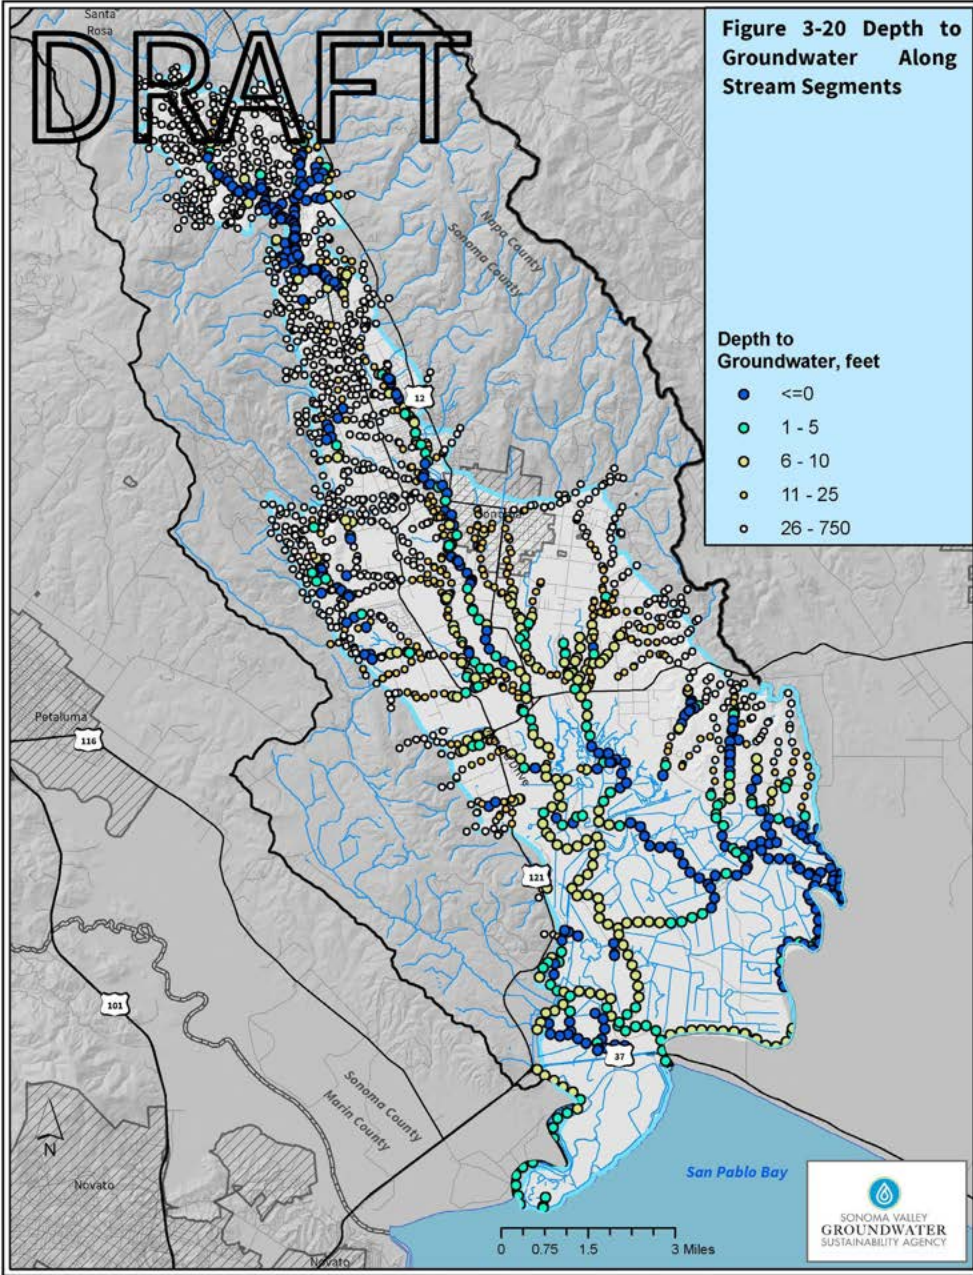 Santa
Rosa
DRAFT
Figure 3-20 Depth to
Groundwater Along
Stream Segments
Napa County
Sonoma County
Depth to
Groundwater, feet
<=0
1 - 5
6 - 10
11 - 25
26 - 750
12
Petaluma
116
121
101
37
Sonoma County
Marin County
N
Novato
San Pablo Bay
SONOMA VALLEY
GROUNDWATER
SUSTAINABILITY AGENCY
0 0.75 1.5 3 Miles
Novato